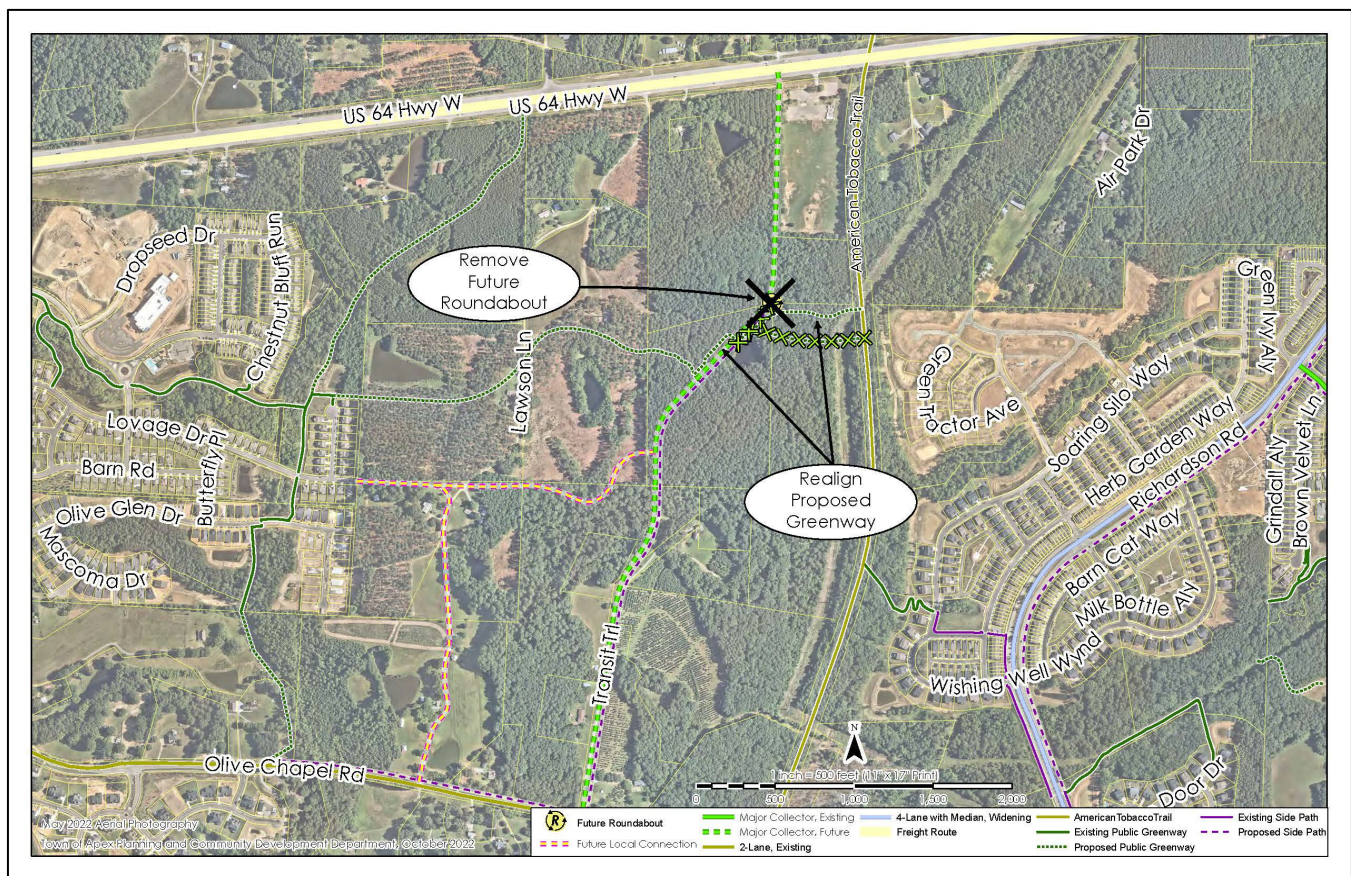 US 64 Hwy W
US 64 Hwy W
American Tobacco Trail
Air Park Dr
Dropseed Dr
Chestnut Bluff Run
Remove
Future
Roundabout
Lawson Ln
Green Ivy Aly
Green Tractor Ave
Soaring Silo Way
Herb Garden Way
Richardson Rd
Grindall Aly
Brown Velvet Ln
Lovage Dr
Butterfly Pl
Barn Rd
Olive Glen Dr
Mascoma Dr
Realign
Proposed
Greenway
Barn Cat Way
Milk Bottle Aly
Wishing Well Wynd
Transit Trl
Olive Chapel Rd
Door Dr
N
1 inch = 500 feet (11" x 17" Print)
0 500 1,000 1,500 2,000
May 2022 Aerial Photography
Town of Apex Planning and Community Development Department, October 2022
R
Future Roundabout
Future Local Connection
Major Collector, Existing
Major Collector, Future
2-Lane, Existing
4-Lane with Median, Widening
Freight Route
AmericanTobaccoTrail
Existing Public Greenway
Proposed Public Greenway
Existing Side Path
Proposed Side Path